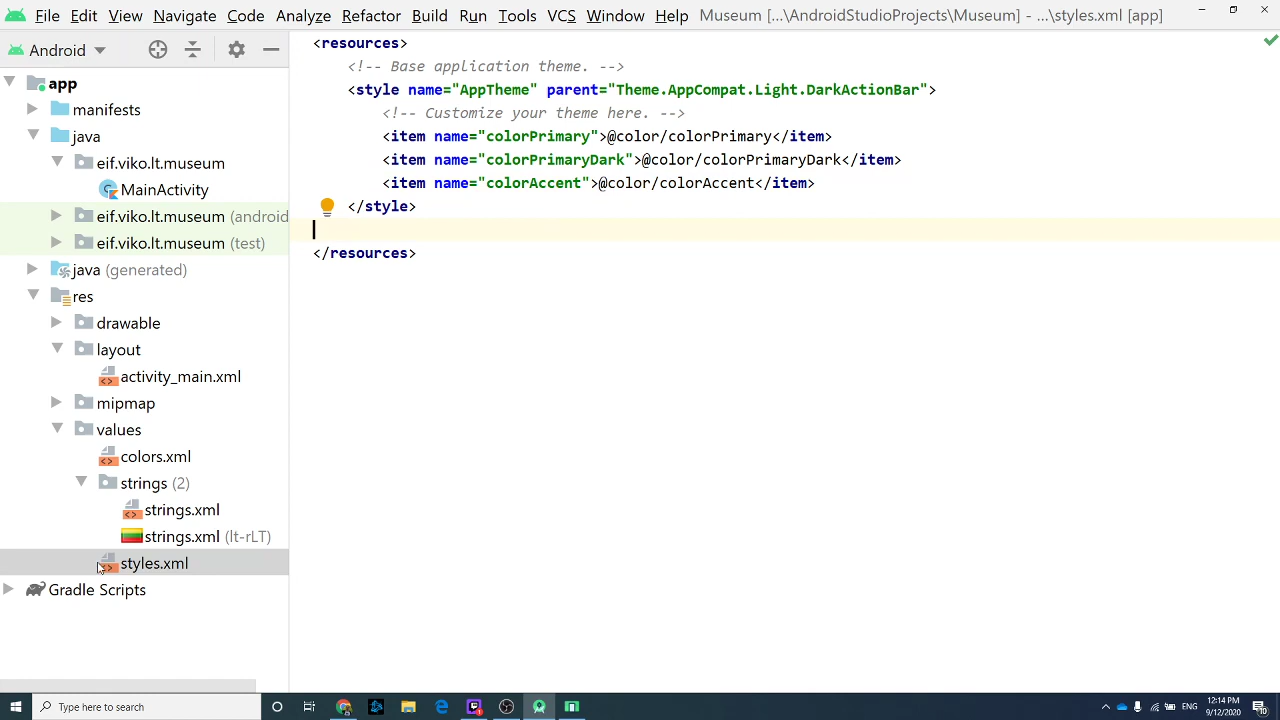 File Edit View Navigate Code Analyze Refactor Build Run Tools VCS Window Help Museum [...\AndroidStudioProjects\Museum] - ...\styles.xml [app]
Android
app
manifests
java
eif.viko.lt.museum
MainActivity
eif.viko.lt.museum (android
eif.viko.lt.museum (test)
java (generated)
res
drawable
layout
activity_main.xml
mipmap
values
colors.xml
strings (2)
strings.xml
strings.xml (lt-rLT)
styles.xml
Gradle Scripts
<resources>
<!-- Base application theme. -->
<style name="AppTheme" parent="Theme.AppCompat.Light.DarkActionBar">
<!-- Customize your theme here. -->
<item name="colorPrimary">@color/colorPrimary</item>
<item name="colorPrimaryDark">@color/colorPrimaryDark</item>
<item name="colorAccent">@color/colorAccent</item>
</style>
</resources>
Type here to search
ENG
12:14 PM
9/12/2020